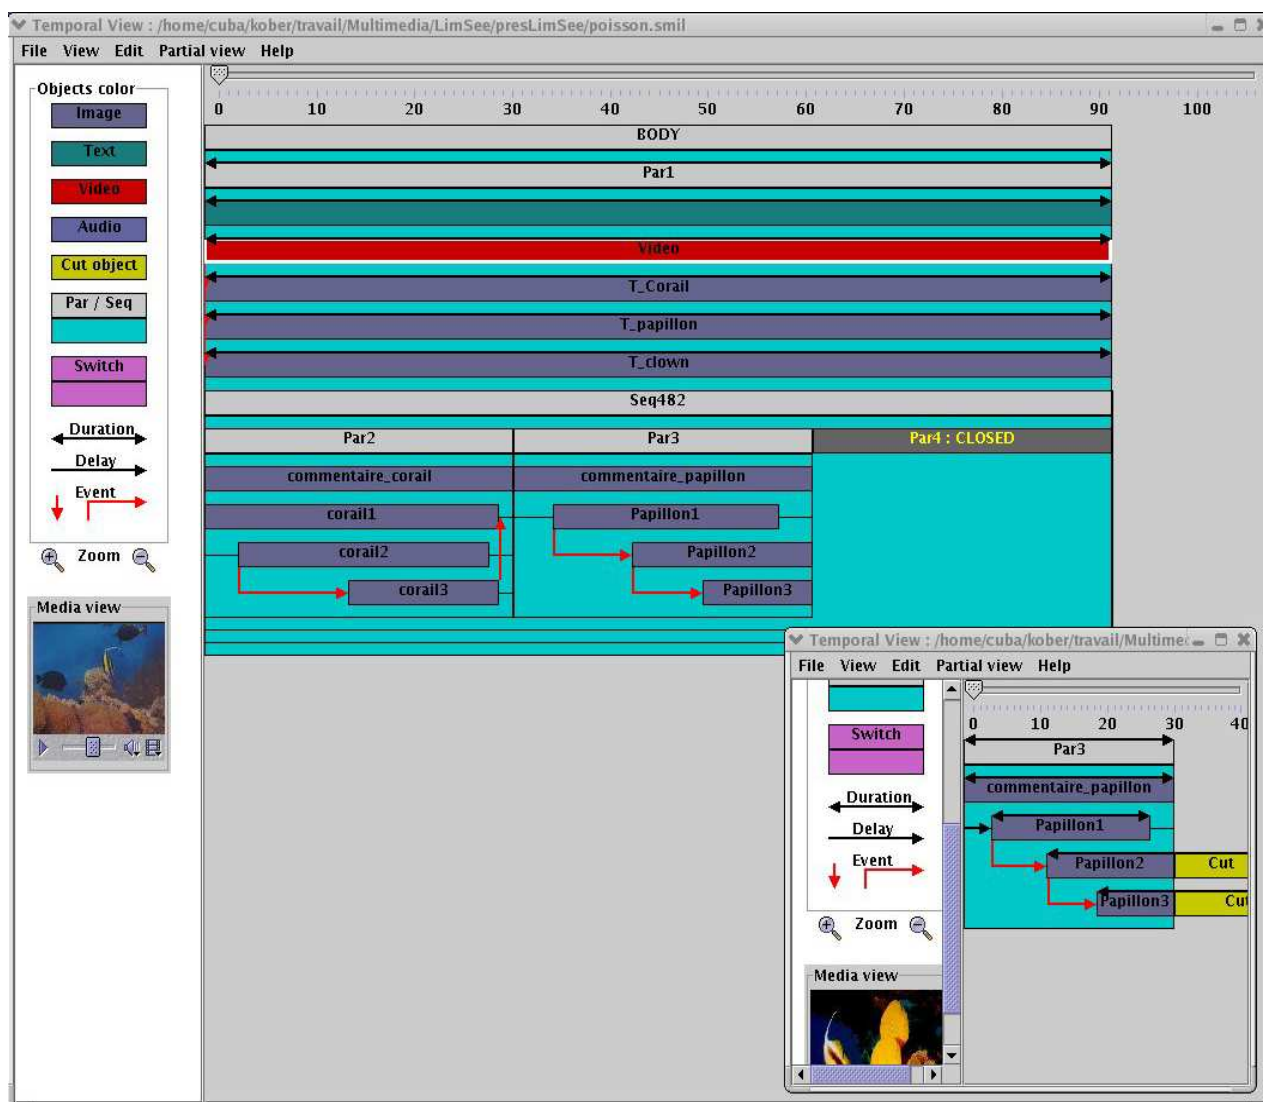 Temporal View : /home/cuba/kober/travail/Multimedia/LimSee/presLimSee/poisson.smil
File View Edit Partial view Help
Objects color
Image
Text
Video
Audio
Cut object
Par / Seq
Switch
Duration
Delay
Event
Zoom
Media view
0 10 20 30 40 50 60 70 80 90 100
BODY
Par1
Video
T_Corail
T_papillon
T_clown
Seq482
Par2 Par3 Par4 : CLOSED
commentaire_corail commentaire_papillon
corail1 Papillon1
corail2 Papillon2
corail3 Papillon3
Temporal View : /home/cuba/kober/travail/Multime
File View Edit Partial view Help
Switch
Duration
Delay
Event
Zoom
Media view
0 10 20 30 40
Par3
commentaire_papillon
Papillon1
Papillon2 Cut
Papillon3 Cut